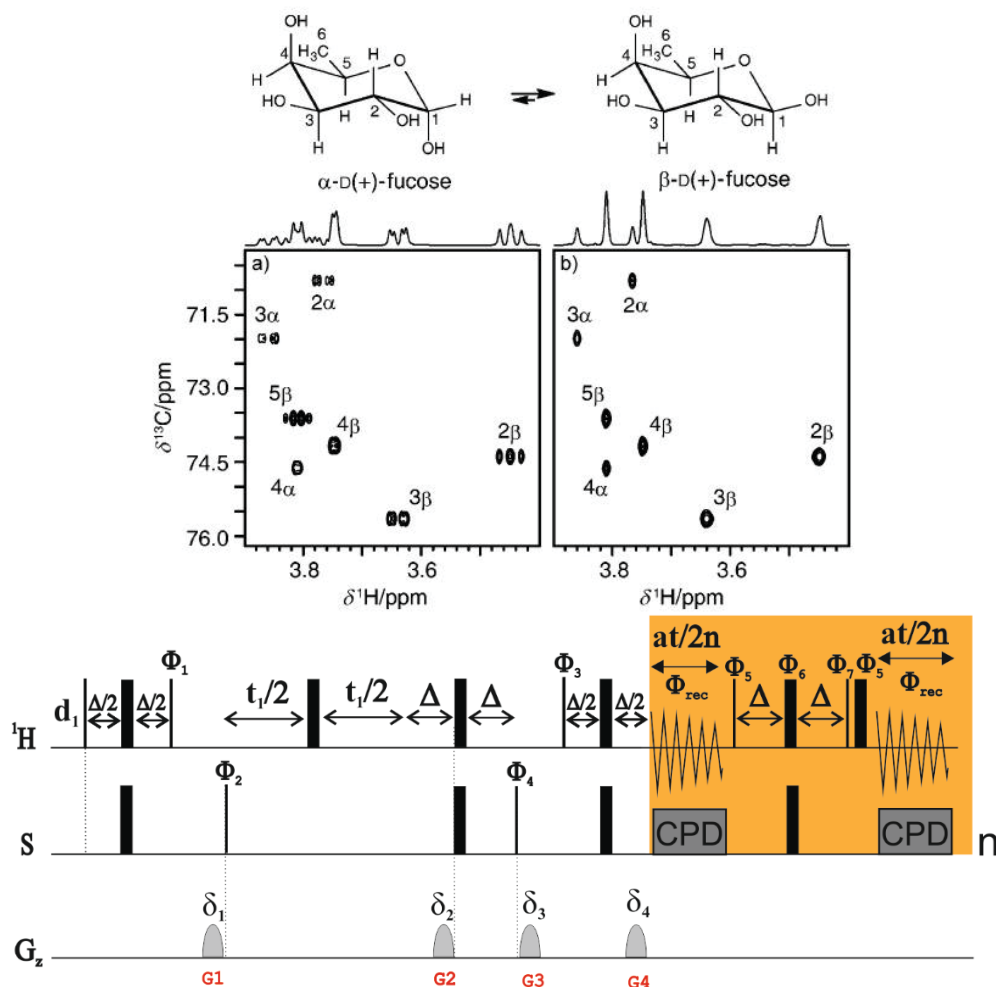 OH
OH
6
6
4
H₃C
H
O
4
H₃C
H
O
5
5
H
H
H
HO
HO
OH
H
2
H
2
3
OH
1
3
OH
1
H
OH
H
H
α-D(+)-fucose
β-D(+)-fucose
a)
b)
2α
2α
71.5
3α
3α
δ¹³C/ppm
73.0
5β
5β
4β
4β
2β
2β
74.5
4α
4α
3β
3β
76.0
3.8
3.6
3.8
3.6
δ¹H/ppm
δ¹H/ppm
at/2n
at/2n
Φ₁
t₁/2
t₁/2
Φ₃
Φ₅
Φ₆
Φ₇
Φ₅
d₁
Δ/2
Δ/2
Δ
Δ
Δ/2
Δ/2
Φrec
Δ
Δ
Φrec
¹H
Φ₂
Φ₄
S
CPD
CPD
n
δ₁
δ₂
δ₃
δ₄
Gz
G1
G2
G3
G4